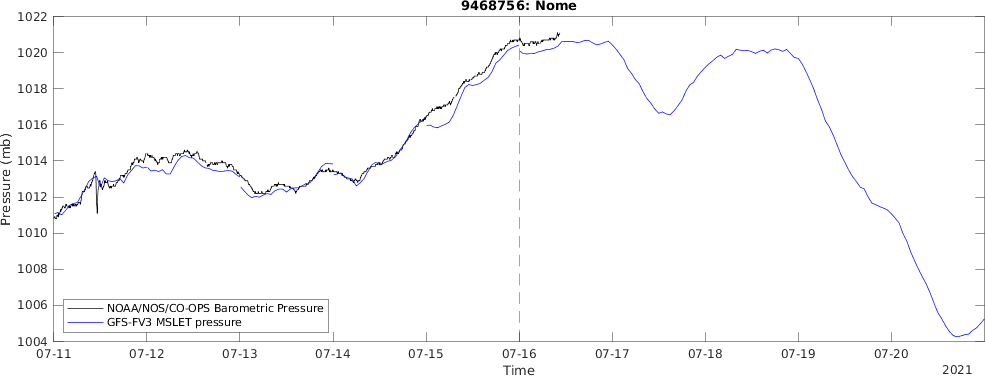 9468756: Nome
1022
1020
1018
1016
1014
1012
1010
1008
1006
1004
Pressure (mb)
NOAA/NOS/CO-OPS Barometric Pressure
GFS-FV3 MSLET pressure
07-11 07-12 07-13 07-14 07-15 07-16 07-17 07-18 07-19 07-20
Time
2021